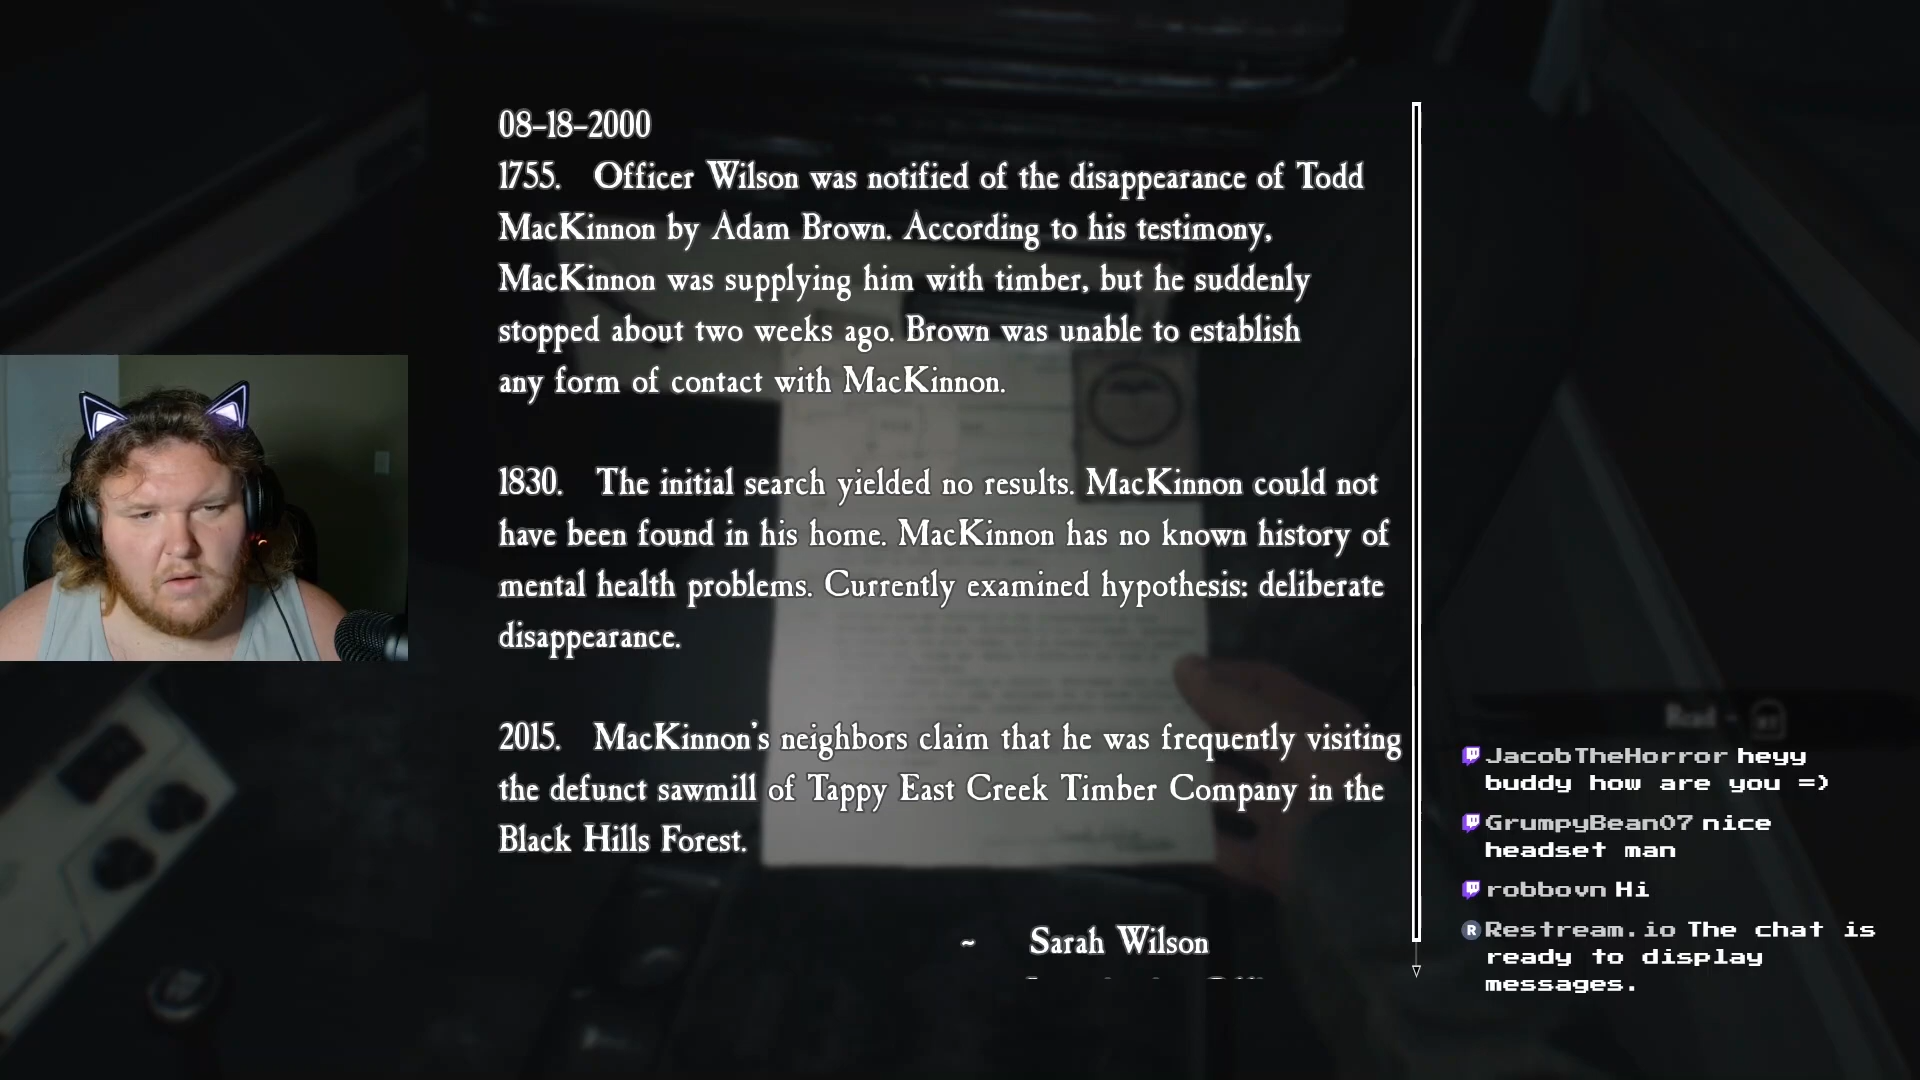 08-18-2000
1755. Officer Wilson was notified of the disappearance of Todd
MacKinnon by Adam Brown. According to his testimony,
MacKinnon was supplying him with timber, but he suddenly
stopped about two weeks ago. Brown was unable to establish
any form of contact with MacKinnon.
1830. The initial search yielded no results. MacKinnon could not
have been found in his home. MacKinnon has no known history of
mental health problems. Currently examined hypothesis: deliberate
disappearance.
2015. MacKinnon's neighbors claim that he was frequently visiting
the defunct sawmill of Tappy East Creek Timber Company in the
Black Hills Forest.
~ Sarah Wilson
Read -
JacobTheHorror heyy
buddy how are you =)
GrumpyBean07 nice
headset man
robbovn Hi
Restream.io The chat is
ready to display
messages.